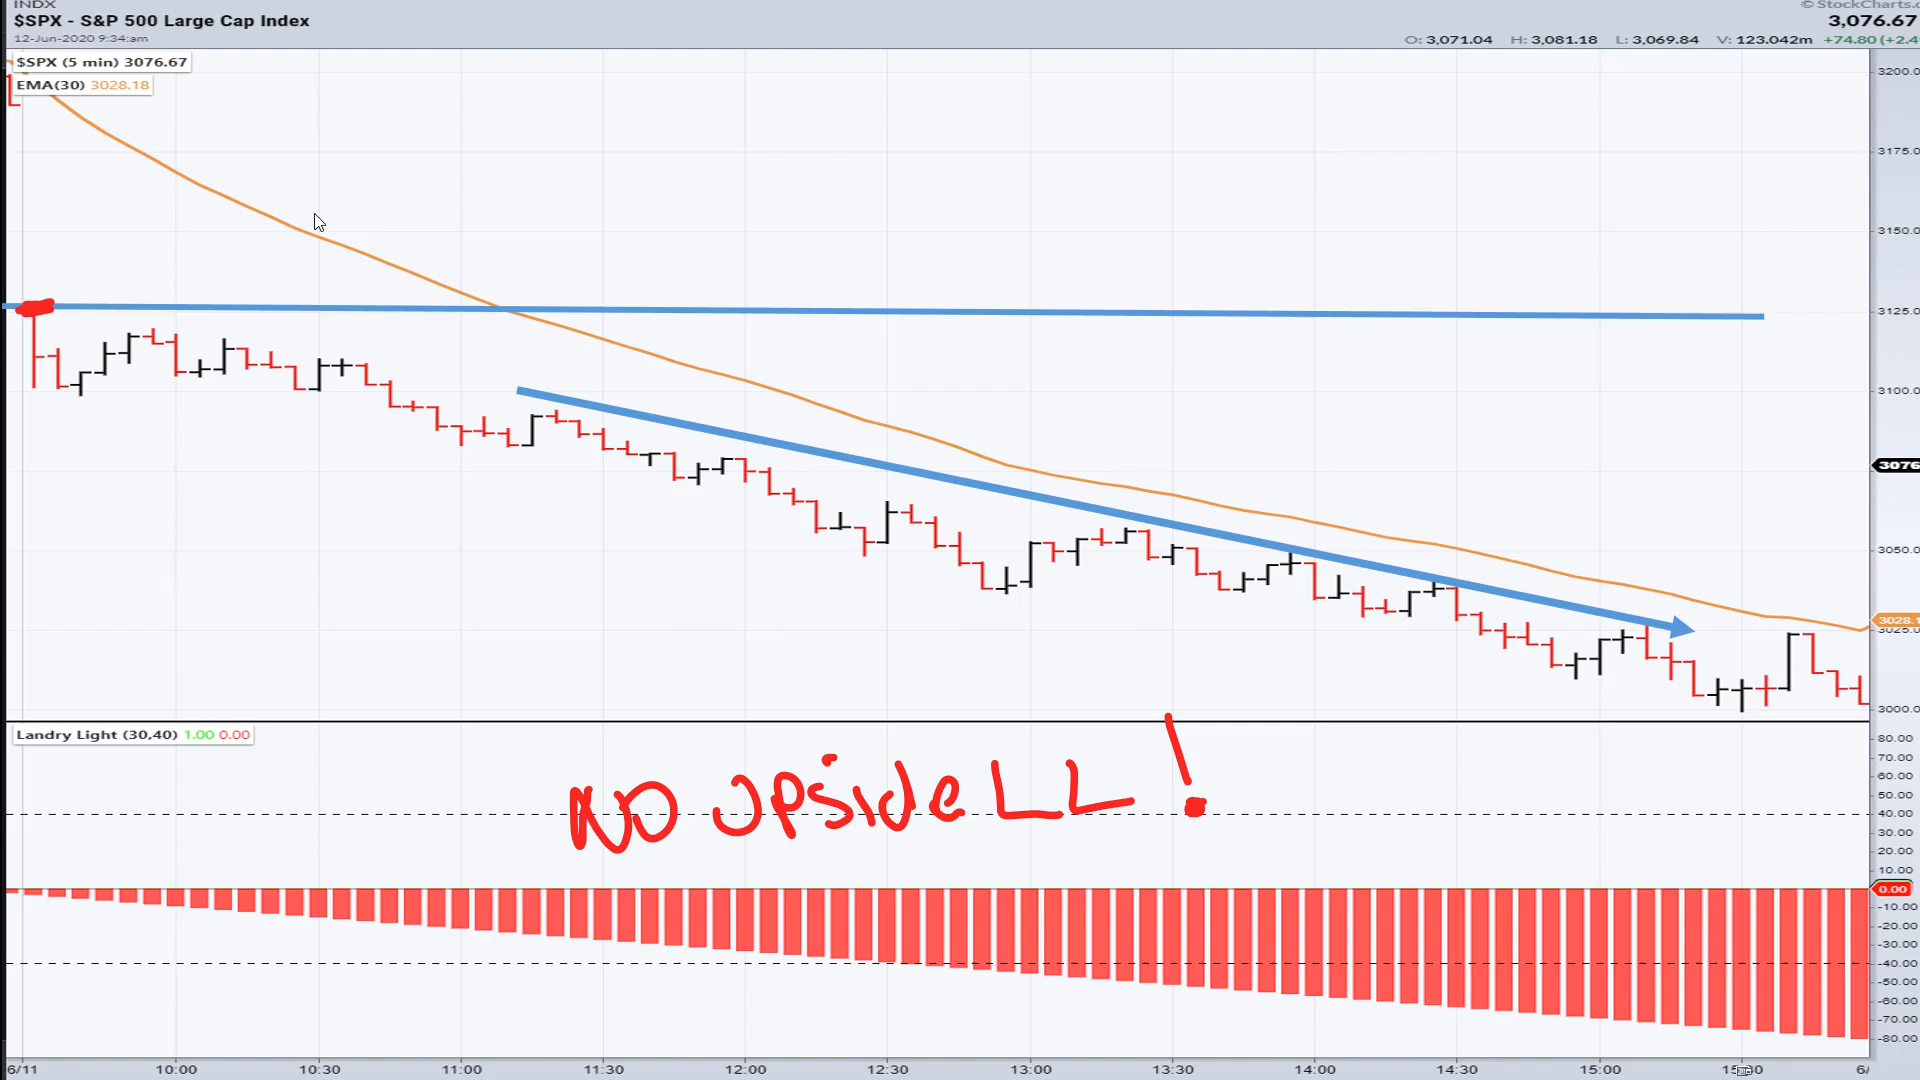 INDX
© StockCharts.c
$SPX - S&P 500 Large Cap Index
3,076.67
12-Jun-2020 9:34:am
O: 3,071.04 H: 3,081.18 L: 3,069.84 V: 123.042m +74.80 (+2.4
$SPX (5 min) 3076.67
EMA(30) 3028.18
3200.0
3175.0
3150.0
3125.0
3100.0
3076
3050.0
3028.1
3025.0
3000.0
Landry Light (30,40) 1.00 0.00
NO UPSide LL!
80.00
70.00
60.00
50.00
40.00
30.00
20.00
10.00
0.00
-10.00
-20.00
-30.00
-40.00
-50.00
-60.00
-70.00
-80.00
6/11 10:00 10:30 11:00 11:30 12:00 12:30 13:00 13:30 14:00 14:30 15:00 15:30 6/